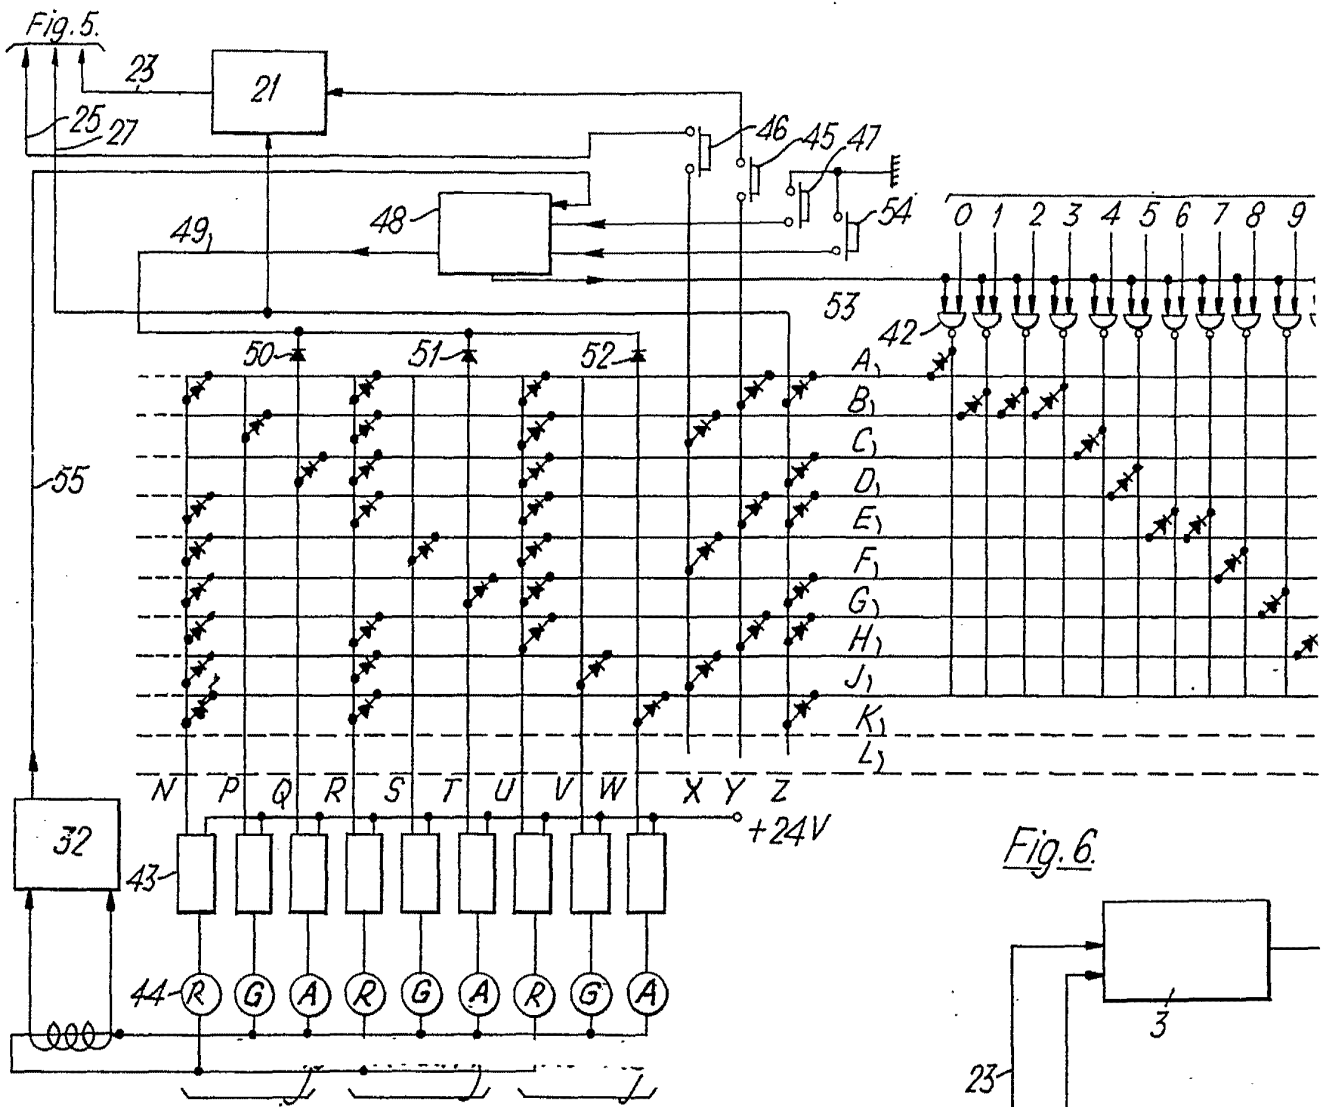 Fig. 5.
23
21
25
27
46
45
47
48
54
49
0 1 2 3 4 5 6 7 8 9
53
42
50
51
52
A,
B,
C,
55
D,
E,
F,
G,
H,
J,
K,
L,
N P Q R S T U V W X Y Z
+24V
32
43
Fig. 6.
44
R G A R G A R G A
3
23